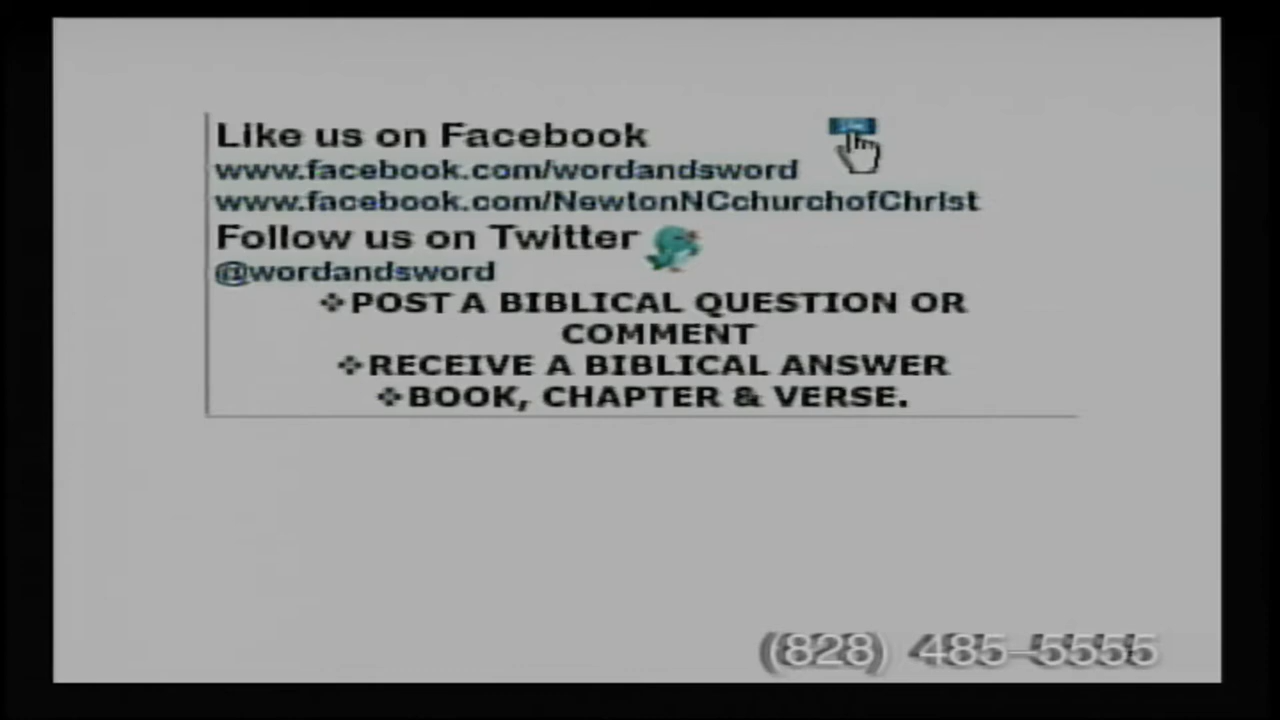 Like us on Facebook
www.facebook.com/wordandsword
www.facebook.com/NewtonNCchurchofChrist
Follow us on Twitter
@wordandsword
❖POST A BIBLICAL QUESTION OR
COMMENT
❖RECEIVE A BIBLICAL ANSWER
❖BOOK, CHAPTER & VERSE.
(828) 485-5555